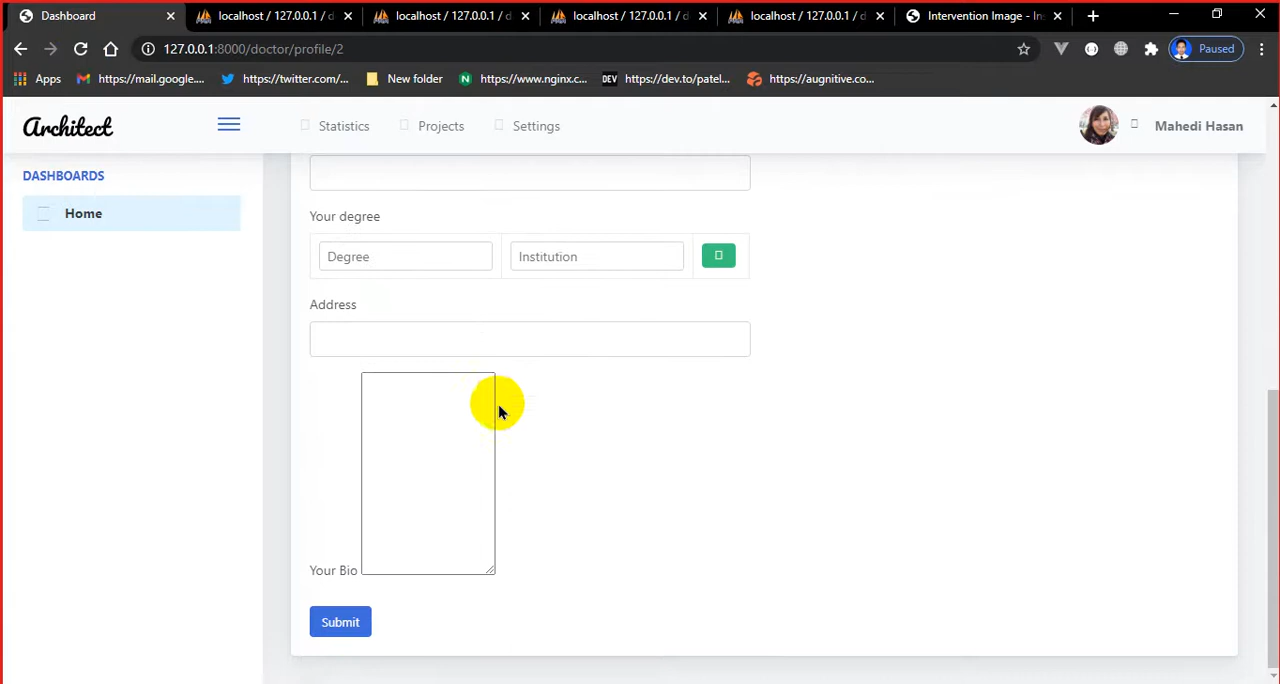 Dashboard
localhost / 127.0.0.1 / d
localhost / 127.0.0.1 / d
localhost / 127.0.0.1 / d
localhost / 127.0.0.1 / d
Intervention Image - In
127.0.0.1:8000/doctor/profile/2
Paused
Apps
https://mail.google....
https://twitter.com/...
New folder
N
https://www.nginx.c...
DEV
https://dev.to/patel...
https://augnitive.co...
Architect
Statistics
Projects
Settings
Mahedi Hasan
DASHBOARDS
Home
Your degree
Degree
Institution
Address
Your Bio
Submit